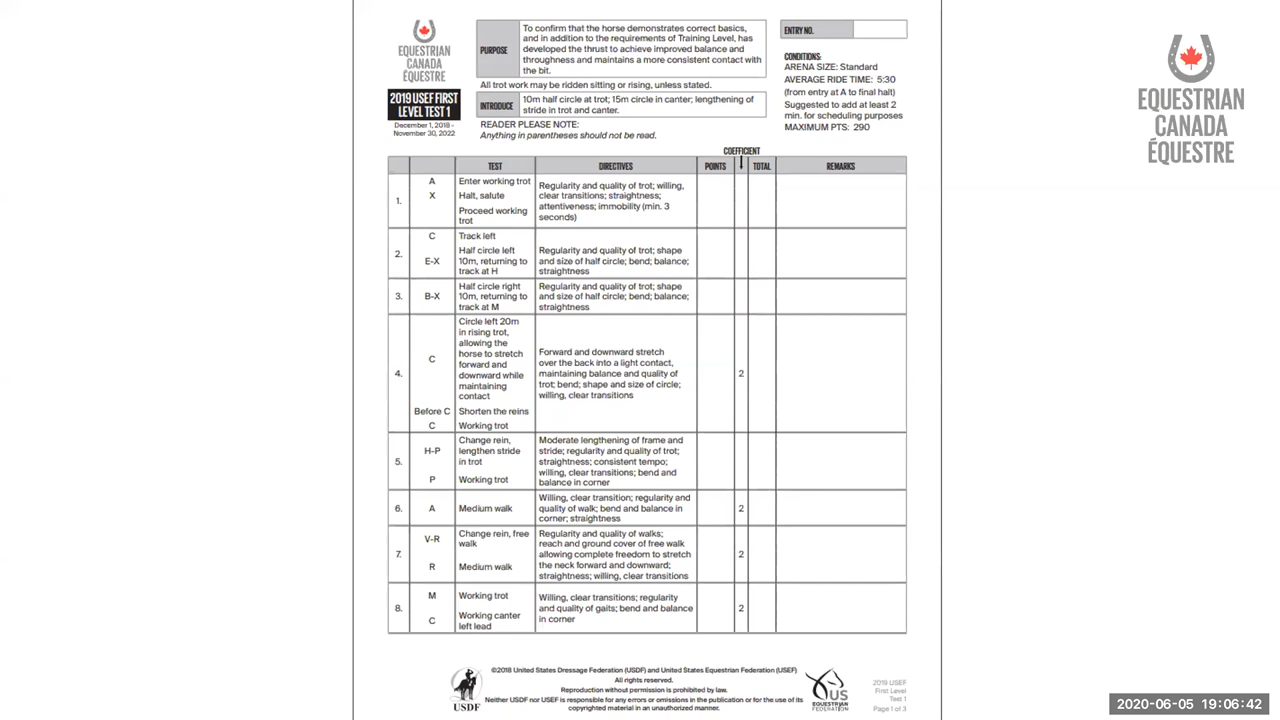 EQUESTRIAN
CANADA
ÉQUESTRE
2019 USEF FIRST
LEVEL TEST 1
December 1, 2018 -
November 30, 2022
PURPOSE
To confirm that the horse demonstrates correct basics,
and in addition to the requirements of Training Level, has
developed the thrust to achieve improved balance and
throughness and maintains a more consistent contact with
the bit.
All trot work may be ridden sitting or rising, unless stated.
INTRODUCE
10m half circle at trot; 15m circle in canter; lengthening of
stride in trot and canter.
READER PLEASE NOTE:
Anything in parentheses should not be read.
ENTRY NO.
CONDITIONS:
ARENA SIZE: Standard
AVERAGE RIDE TIME: 5:30
(from entry at A to final halt)
Suggested to add at least 2
min. for scheduling purposes
MAXIMUM PTS: 290
EQUESTRIAN
CANADA
ÉQUESTRE
COEFFICIENT
TEST DIRECTIVES POINTS TOTAL REMARKS
1.
A Enter working trot
X Halt, salute
Proceed working
trot
Regularity and quality of trot; willing,
clear transitions; straightness;
attentiveness; immobility (min. 3
seconds)
2.
C Track left
E-X
Half circle left
10m, returning to
track at H
Regularity and quality of trot; shape
and size of half circle; bend; balance;
straightness
3.
B-X
Half circle right
10m, returning to
track at M
Regularity and quality of trot; shape
and size of half circle; bend; balance;
straightness
4.
C
Circle left 20m
in rising trot,
allowing the
horse to stretch
forward and
downward while
maintaining
contact
Before C Shorten the reins
C Working trot
Forward and downward stretch
over the back into a light contact,
maintaining balance and quality of
trot; bend; shape and size of circle;
willing, clear transitions
2
5.
H-P
Change rein,
lengthen stride
in trot
P Working trot
Moderate lengthening of frame and
stride; regularity and quality of trot;
straightness; consistent tempo;
willing, clear transitions; bend and
balance in corner
6.
A Medium walk
Willing, clear transition; regularity and
quality of walk; bend and balance in
corner; straightness
2
7.
V-R
Change rein, free
walk
R Medium walk
Regularity and quality of walks;
reach and ground cover of free walk
allowing complete freedom to stretch
the neck forward and downward;
straightness; willing, clear transitions
2
8.
M Working trot
C
Working canter
left lead
Willing, clear transitions; regularity
and quality of gaits; bend and balance
in corner
2
USDF
©2018 United States Dressage Federation (USDF) and United States Equestrian Federation (USEF)
All rights reserved.
Reproduction without permission is prohibited by law.
Neither USDF nor USEF is responsible for any errors or omissions in the publication or for the use of its
copyrighted material in an unauthorized manner.
US
EQUESTRIAN
FEDERATION
2019 USEF
First Level
Test 1
Page 1 of 3
2020-06-05 19:06:42